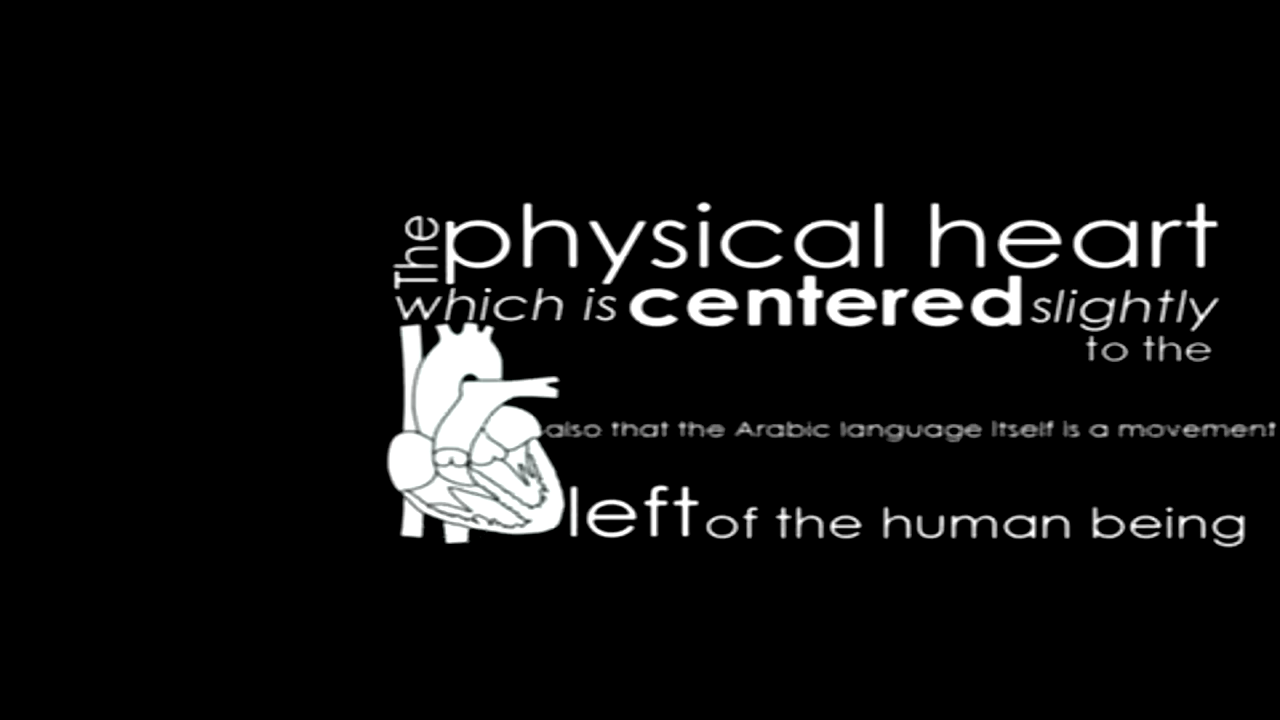 The physical heart
which is centered slightly
to the
also that the Arabic language itself is a movement
left of the human being